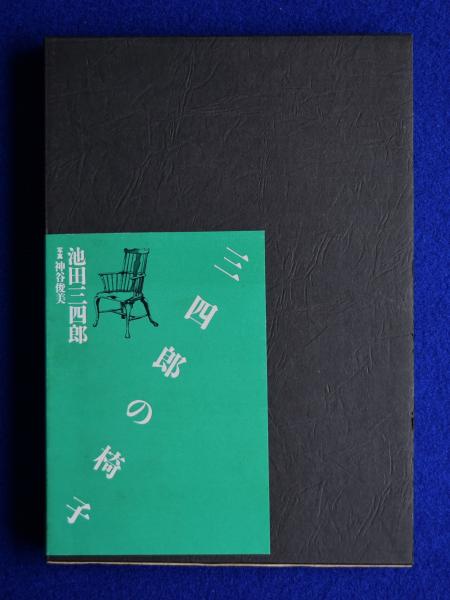 三四郎の椅子
池田三四郎
写真 神谷俊美